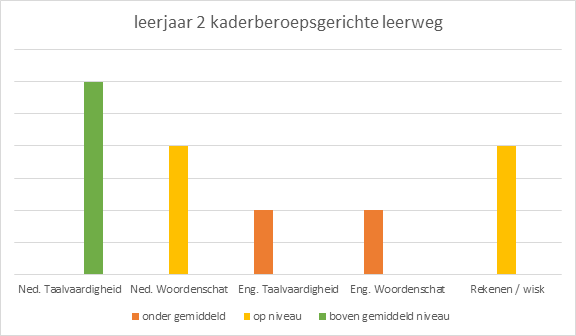 leerjaar 2 kaderberoepsgerichte leerweg
Ned. Taalvaardigheid Ned. Woordenschat Eng. Taalvaardigheid Eng. Woordenschat Rekenen / wisk
onder gemiddeld op niveau boven gemiddeld niveau